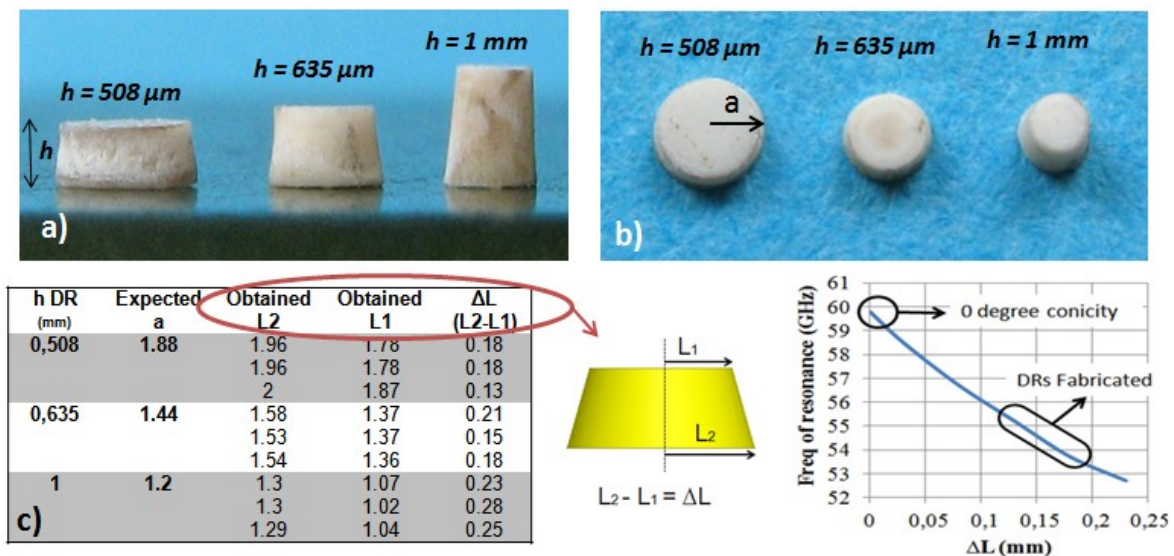 h = 508 µm
h = 635 µm
h = 1 mm
h
a)
h = 508 µm
h = 635 µm
h = 1 mm
a
b)
h DR Expected Obtained Obtained ΔL
(mm) a L2 L1 (L2-L1)
0,508 1.88 1.96 1.78 0.18
1.96 1.78 0.18
2 1.87 0.13
0,635 1.44 1.58 1.37 0.21
1.53 1.37 0.15
1.54 1.36 0.18
1 1.2 1.3 1.07 0.23
1.3 1.02 0.28
1.29 1.04 0.25
c)
L1
L2
L2 - L1 = ΔL
Freq of resonance (GHz)
61
60
59
58
57
56
55
54
53
52
0 degree conicity
DRs Fabricated
0 0,05 0,1 0,15 0,2 0,25
ΔL (mm)